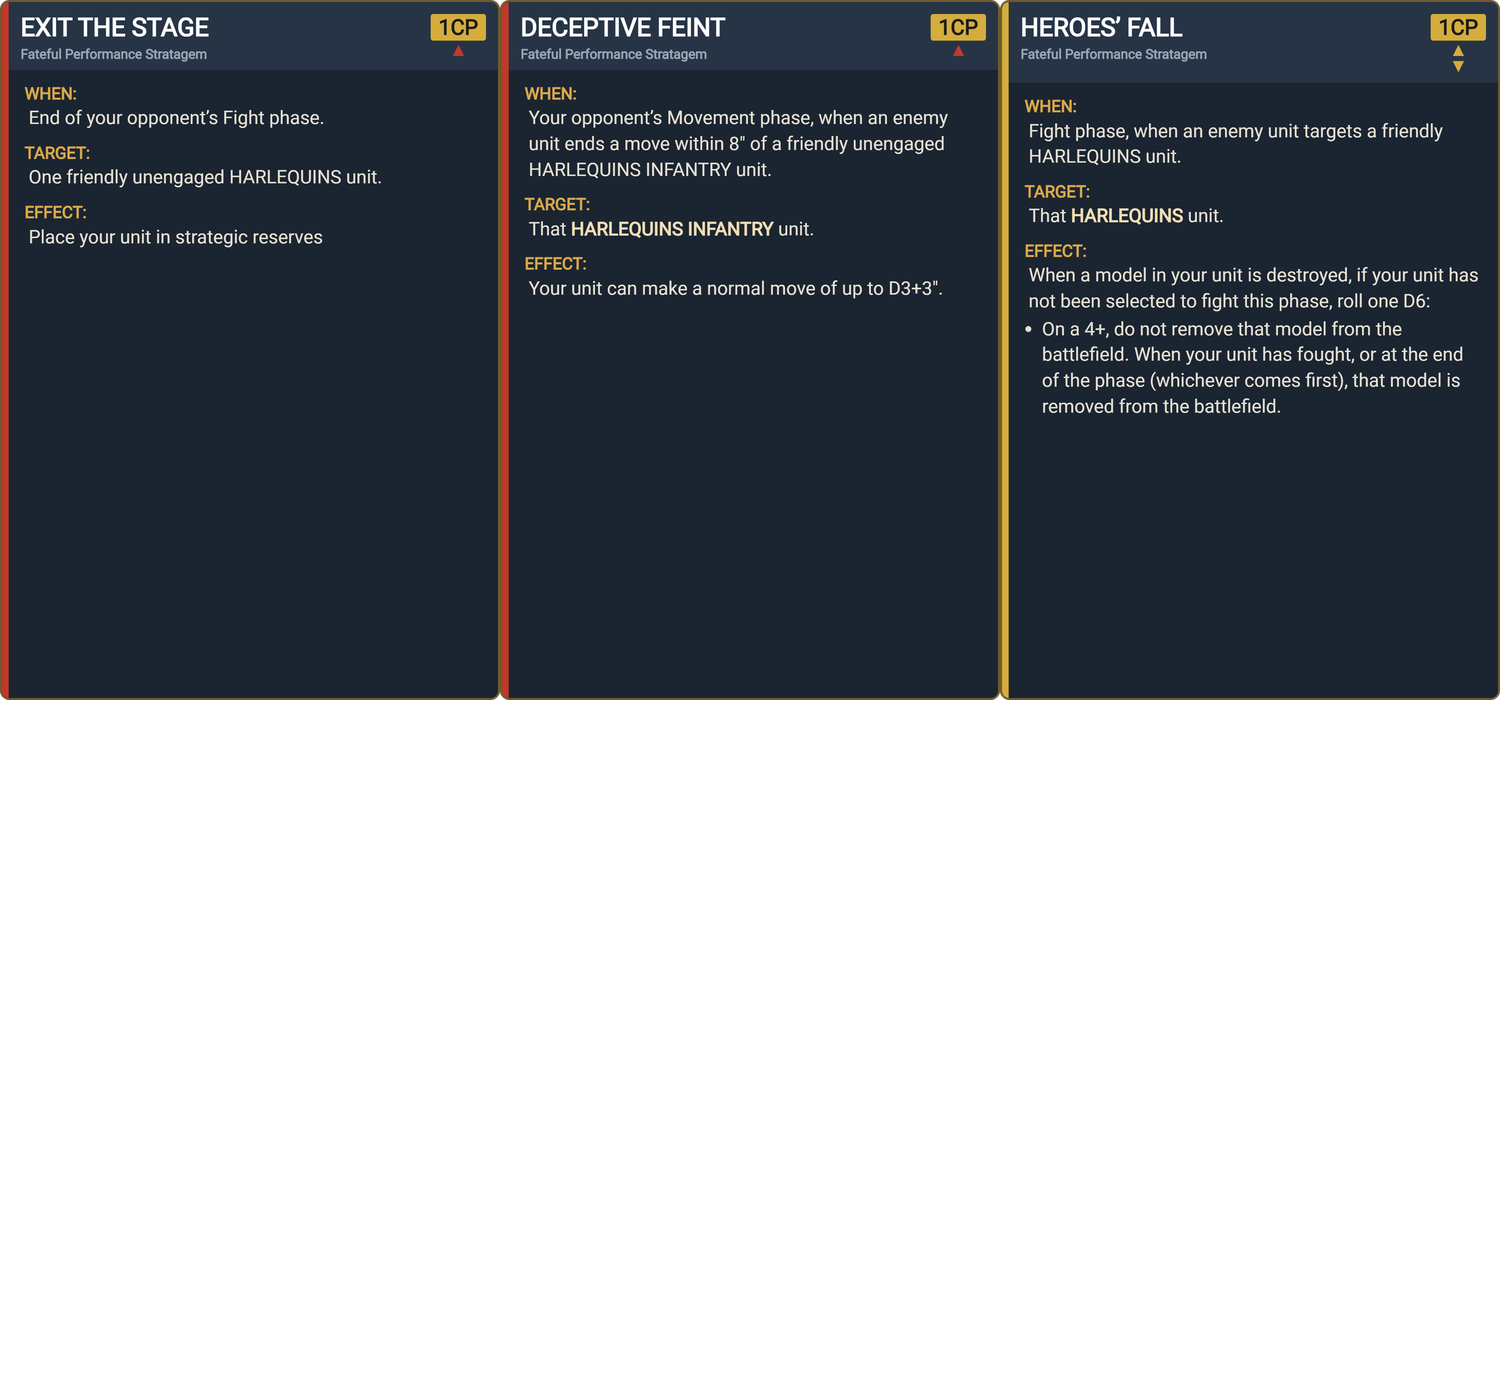 EXIT THE STAGE
1CP
Fateful Performance Stratagem
WHEN:
End of your opponent’s Fight phase.
TARGET:
One friendly unengaged HARLEQUINS unit.
EFFECT:
Place your unit in strategic reserves
DECEPTIVE FEINT
1CP
Fateful Performance Stratagem
WHEN:
Your opponent’s Movement phase, when an enemy
unit ends a move within 8" of a friendly unengaged
HARLEQUINS INFANTRY unit.
TARGET:
That HARLEQUINS INFANTRY unit.
EFFECT:
Your unit can make a normal move of up to D3+3".
HEROES’ FALL
1CP
Fateful Performance Stratagem
WHEN:
Fight phase, when an enemy unit targets a friendly
HARLEQUINS unit.
TARGET:
That HARLEQUINS unit.
EFFECT:
When a model in your unit is destroyed, if your unit has
not been selected to fight this phase, roll one D6:
• On a 4+, do not remove that model from the
battlefield. When your unit has fought, or at the end
of the phase (whichever comes first), that model is
removed from the battlefield.